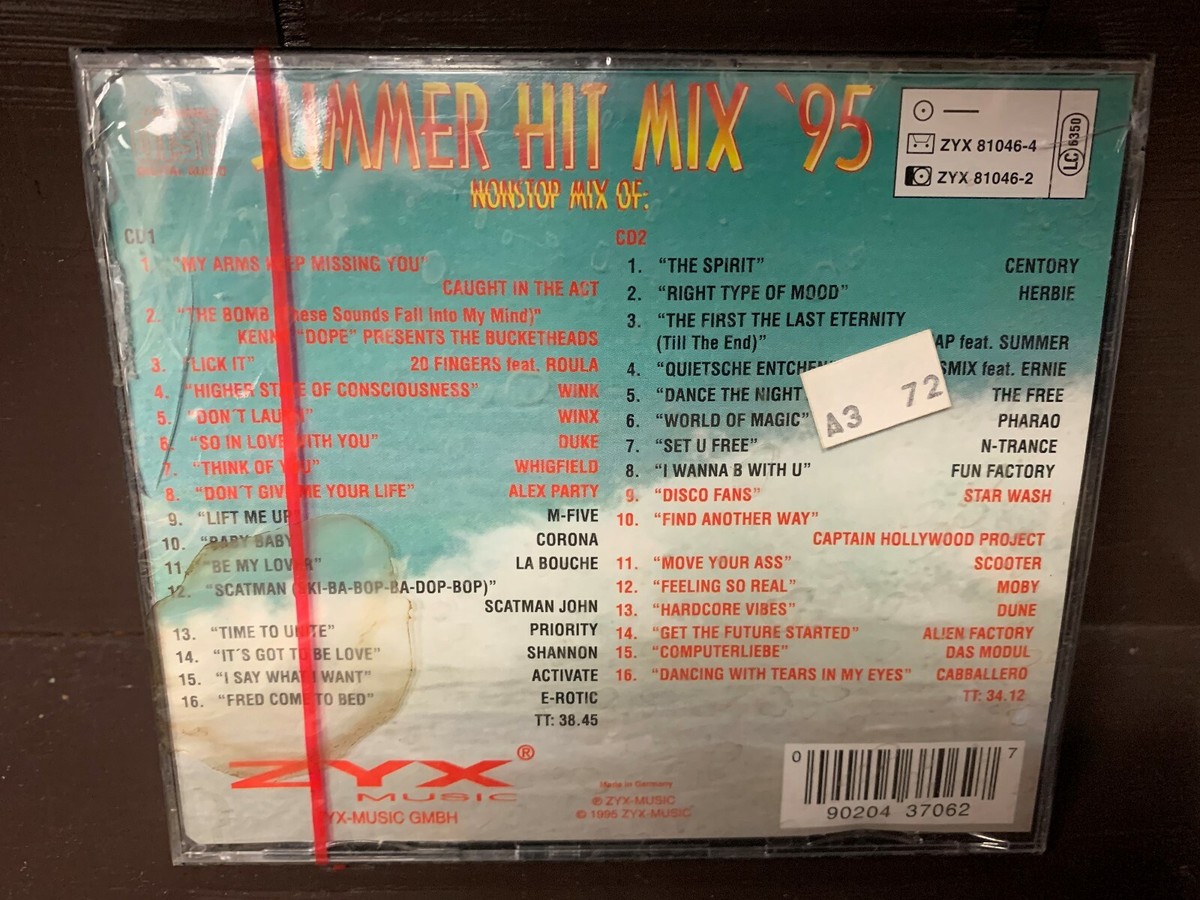 SUMMER HIT MIX `95
NONSTOP MIX OF:
ZYX 81046-4
ZYX 81046-2
LC 6350
CD1
1. "MY ARMS KEEP MISSING YOU"
CAUGHT IN THE ACT
2. "THE BOMB (These Sounds Fall Into My Mind)"
KENNY "DOPE" PRESENTS THE BUCKETHEADS
3. "LICK IT" 20 FINGERS feat. ROULA
4. "HIGHER STATE OF CONSCIOUSNESS" WINK
5. "DON´T LAUGH" WINX
6. "SO IN LOVE WITH YOU" DUKE
7. "THINK OF YOU" WHIGFIELD
8. "DON´T GIVE ME YOUR LIFE" ALEX PARTY
9. "LIFT ME UP" M-FIVE
10. "BABY BABY" CORONA
11. "BE MY LOVER" LA BOUCHE
12. "SCATMAN (SKI-BA-BOP-BA-DOP-BOP)"
SCATMAN JOHN
13. "TIME TO UNITE" PRIORITY
14. "IT´S GOT TO BE LOVE" SHANNON
15. "I SAY WHAT I WANT" ACTIVATE
16. "FRED COME TO BED" E-ROTIC
TT: 38.45
CD2
1. "THE SPIRIT" CENTORY
2. "RIGHT TYPE OF MOOD" HERBIE
3. "THE FIRST THE LAST ETERNITY
(Till The End)" AP feat. SUMMER
4. "QUIETSCHE ENTCHEN SMIX feat. ERNIE
5. "DANCE THE NIGHT THE FREE
6. "WORLD OF MAGIC" PHARAO
7. "SET U FREE" N-TRANCE
8. "I WANNA B WITH U" FUN FACTORY
9. "DISCO FANS" STAR WASH
10. "FIND ANOTHER WAY"
CAPTAIN HOLLYWOOD PROJECT
11. "MOVE YOUR ASS" SCOOTER
12. "FEELING SO REAL" MOBY
13. "HARDCORE VIBES" DUNE
14. "GET THE FUTURE STARTED" AL!EN FACTORY
15. "COMPUTERLIEBE" DAS MODUL
16. "DANCING WITH TEARS IN MY EYES" CABBALLERO
TT: 34.12
A3 72
ZYX®
MUSIC
ZYX-MUSIC GMBH
Made in Germany
℗ ZYX-MUSIC
© 1995 ZYX-MUSIC
0 90204 37062 7